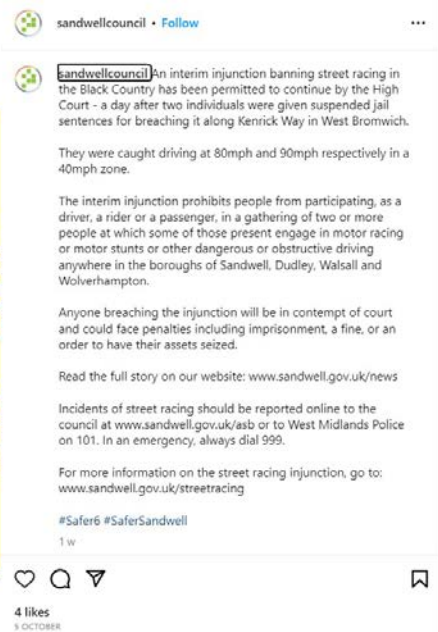 sandwellcouncil • Follow
sandwellcouncil An interim injunction banning street racing in
the Black Country has been permitted to continue by the High
Court - a day after two individuals were given suspended jail
sentences for breaching it along Kenrick Way in West Bromwich.
They were caught driving at 80mph and 90mph respectively in a
40mph zone.
The interim injunction prohibits people from participating, as a
driver, a rider or a passenger, in a gathering of two or more
people at which some of those present engage in motor racing
or motor stunts or other dangerous or obstructive driving
anywhere in the boroughs of Sandwell, Dudley, Walsall and
Wolverhampton.
Anyone breaching the injunction will be in contempt of court
and could face penalties including imprisonment, a fine, or an
order to have their assets seized.
Read the full story on our website: www.sandwell.gov.uk/news
Incidents of street racing should be reported online to the
council at www.sandwell.gov.uk/asb or to West Midlands Police
on 101. In an emergency, always dial 999.
For more information on the street racing injunction, go to:
www.sandwell.gov.uk/streetracing
#Safer6 #SaferSandwell
1 w
4 likes
5 OCTOBER